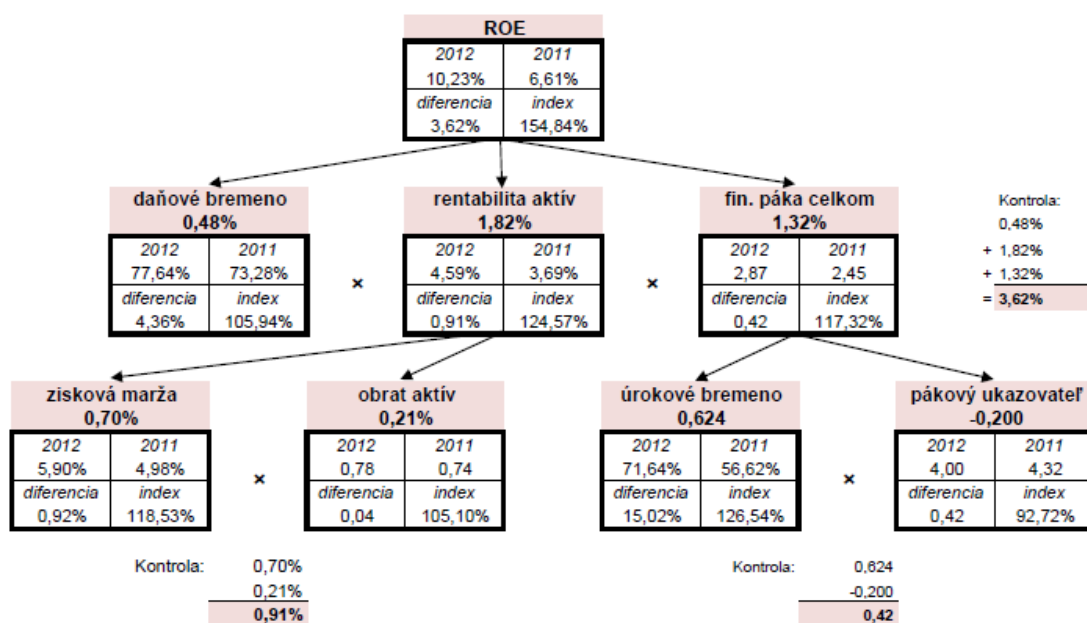 ROE
2012 2011
10,23% 6,61%
diferencia index
3,62% 154,84%
daňové bremeno rentabilita aktív fin. páka celkom
0,48% 1,82% 1,32%
Kontrola:
0,48%
+ 1,82%
+ 1,32%
= 3,62%
2012 2011
77,64% 73,28%
diferencia index
4,36% 105,94%
×
2012 2011
4,59% 3,69%
diferencia index
0,91% 124,57%
×
2012 2011
2,87 2,45
diferencia index
0,42 117,32%
zisková marža obrat aktív úrokové bremeno pákový ukazovateľ
0,70% 0,21% 0,624 -0,200
2012 2011
5,90% 4,98%
diferencia index
0,92% 118,53%
×
2012 2011
0,78 0,74
diferencia index
0,04 105,10%
2012 2011
71,64% 56,62%
diferencia index
15,02% 126,54%
×
2012 2011
4,00 4,32
diferencia index
0,42 92,72%
Kontrola: 0,70%
0,21%
0,91%
Kontrola: 0,624
-0,200
0,42